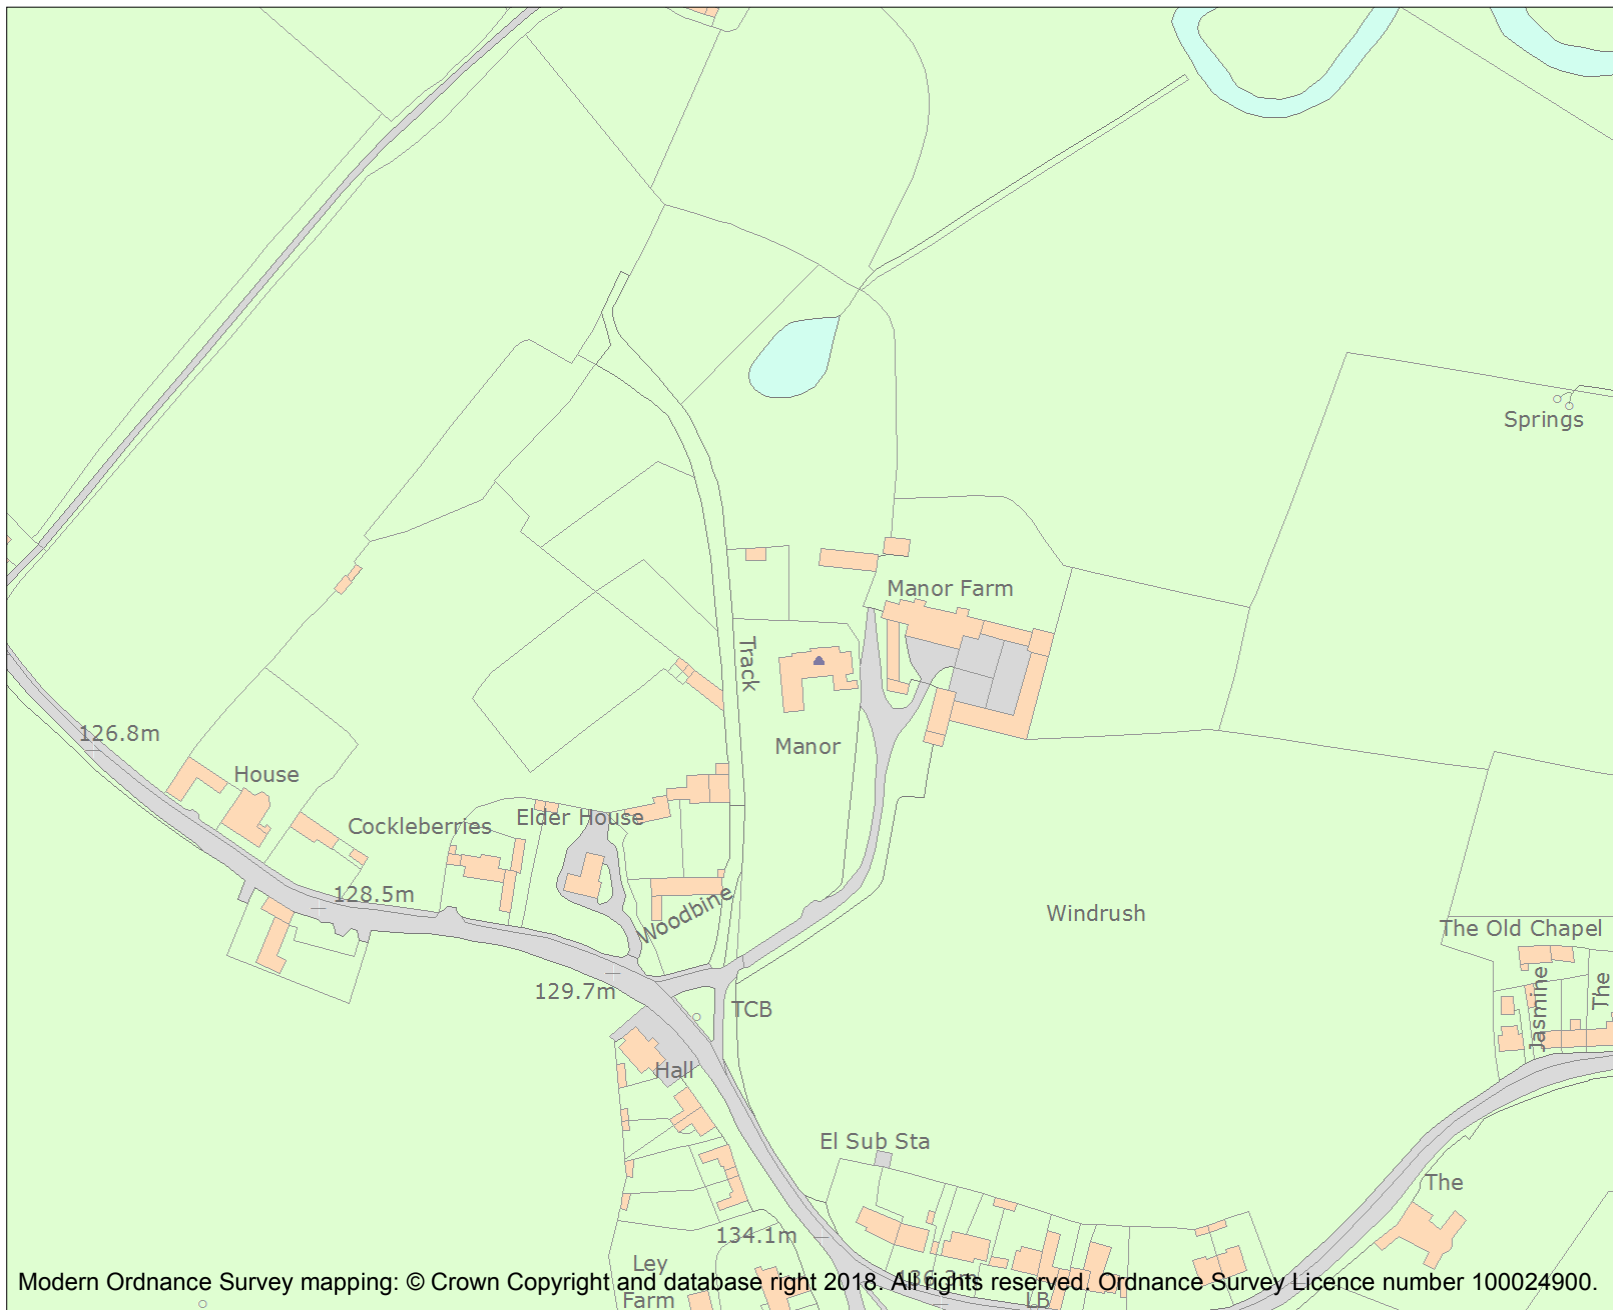 Springs
Manor Farm
Track
126.8m
Manor
House
Cockleberries
Elder House
128.5m
Woodbine
Windrush
The Old Chapel
129.7m
TCB
Jasmine
The
Hall
El Sub Sta
The
134.1m
Ley
Farm
LB
Modern Ordnance Survey mapping: © Crown Copyright and database right 2018. All rights reserved. Ordnance Survey Licence number 100024900.